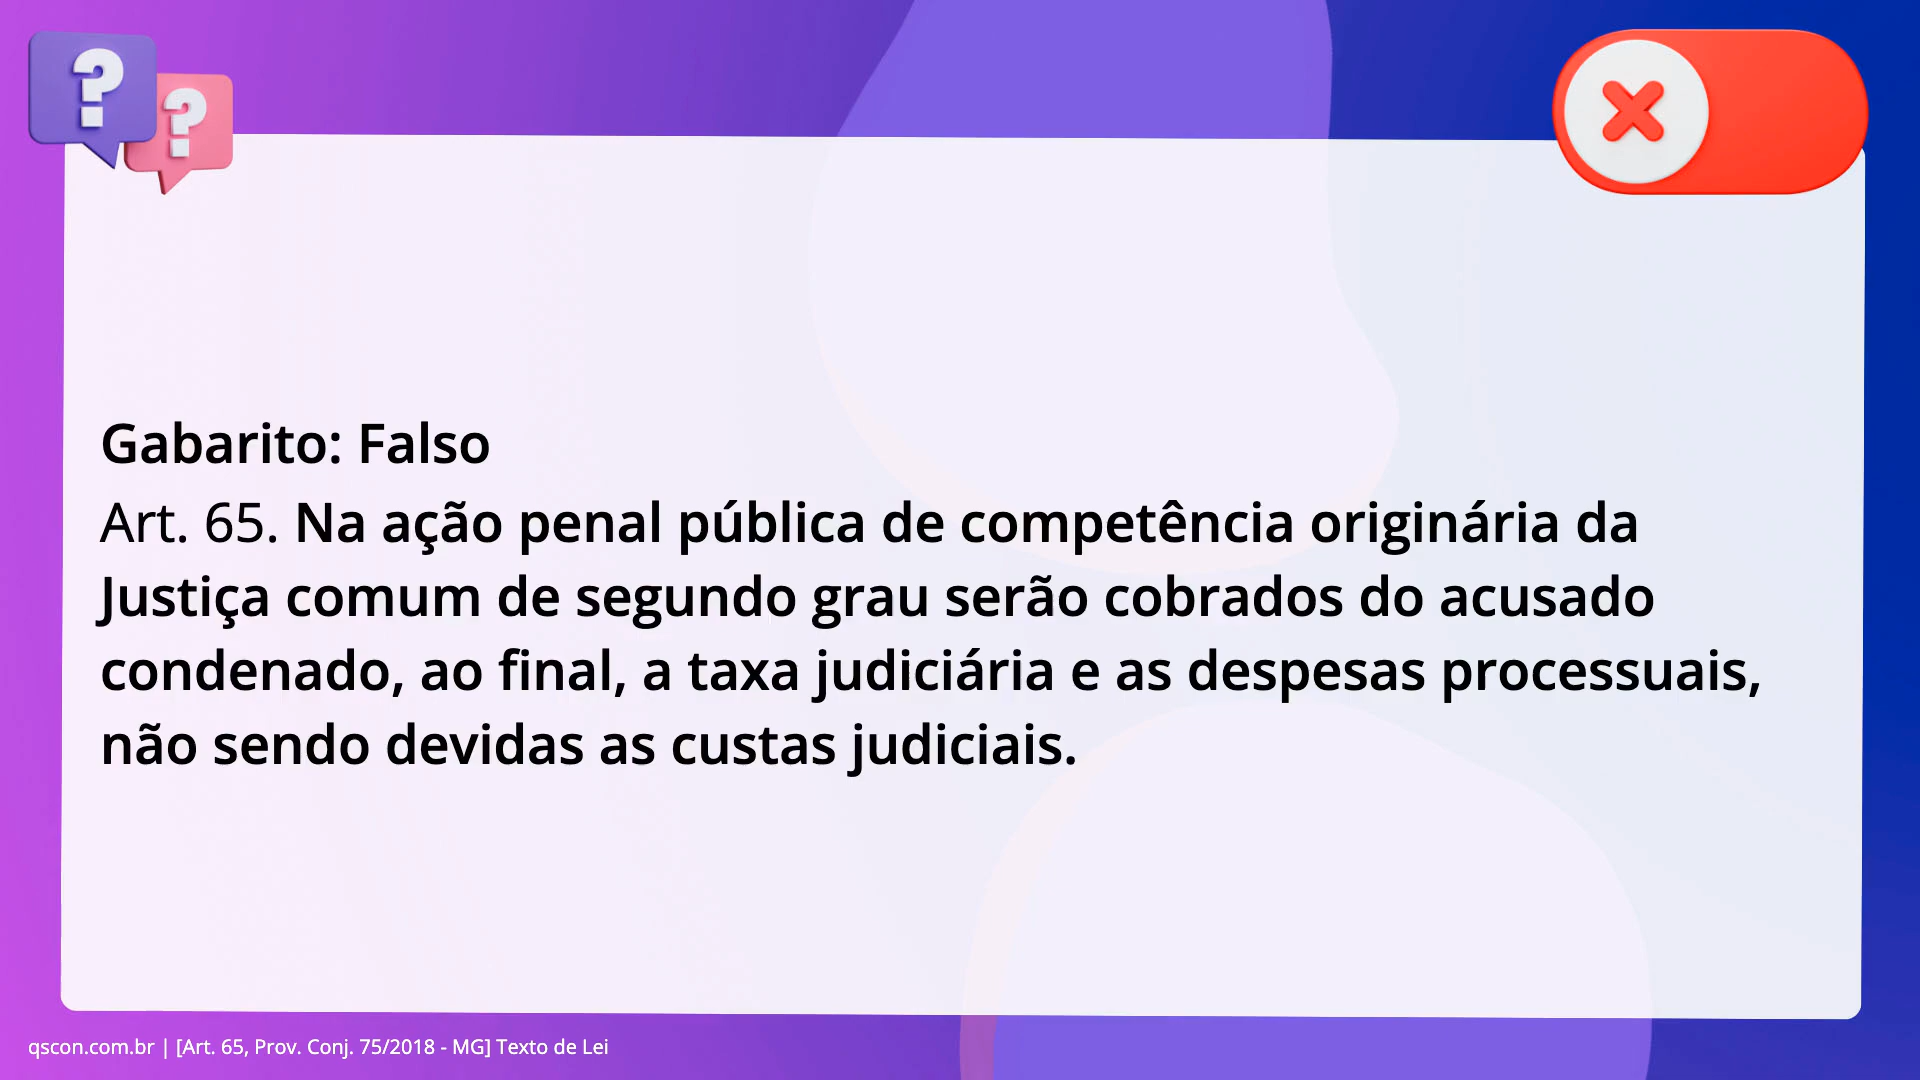 ? ?
Gabarito: Falso
Art. 65. Na ação penal pública de competência originária da
Justiça comum de segundo grau serão cobrados do acusado
condenado, ao final, a taxa judiciária e as despesas processuais,
não sendo devidas as custas judiciais.
qscon.com.br | [Art. 65, Prov. Conj. 75/2018 - MG] Texto de Lei